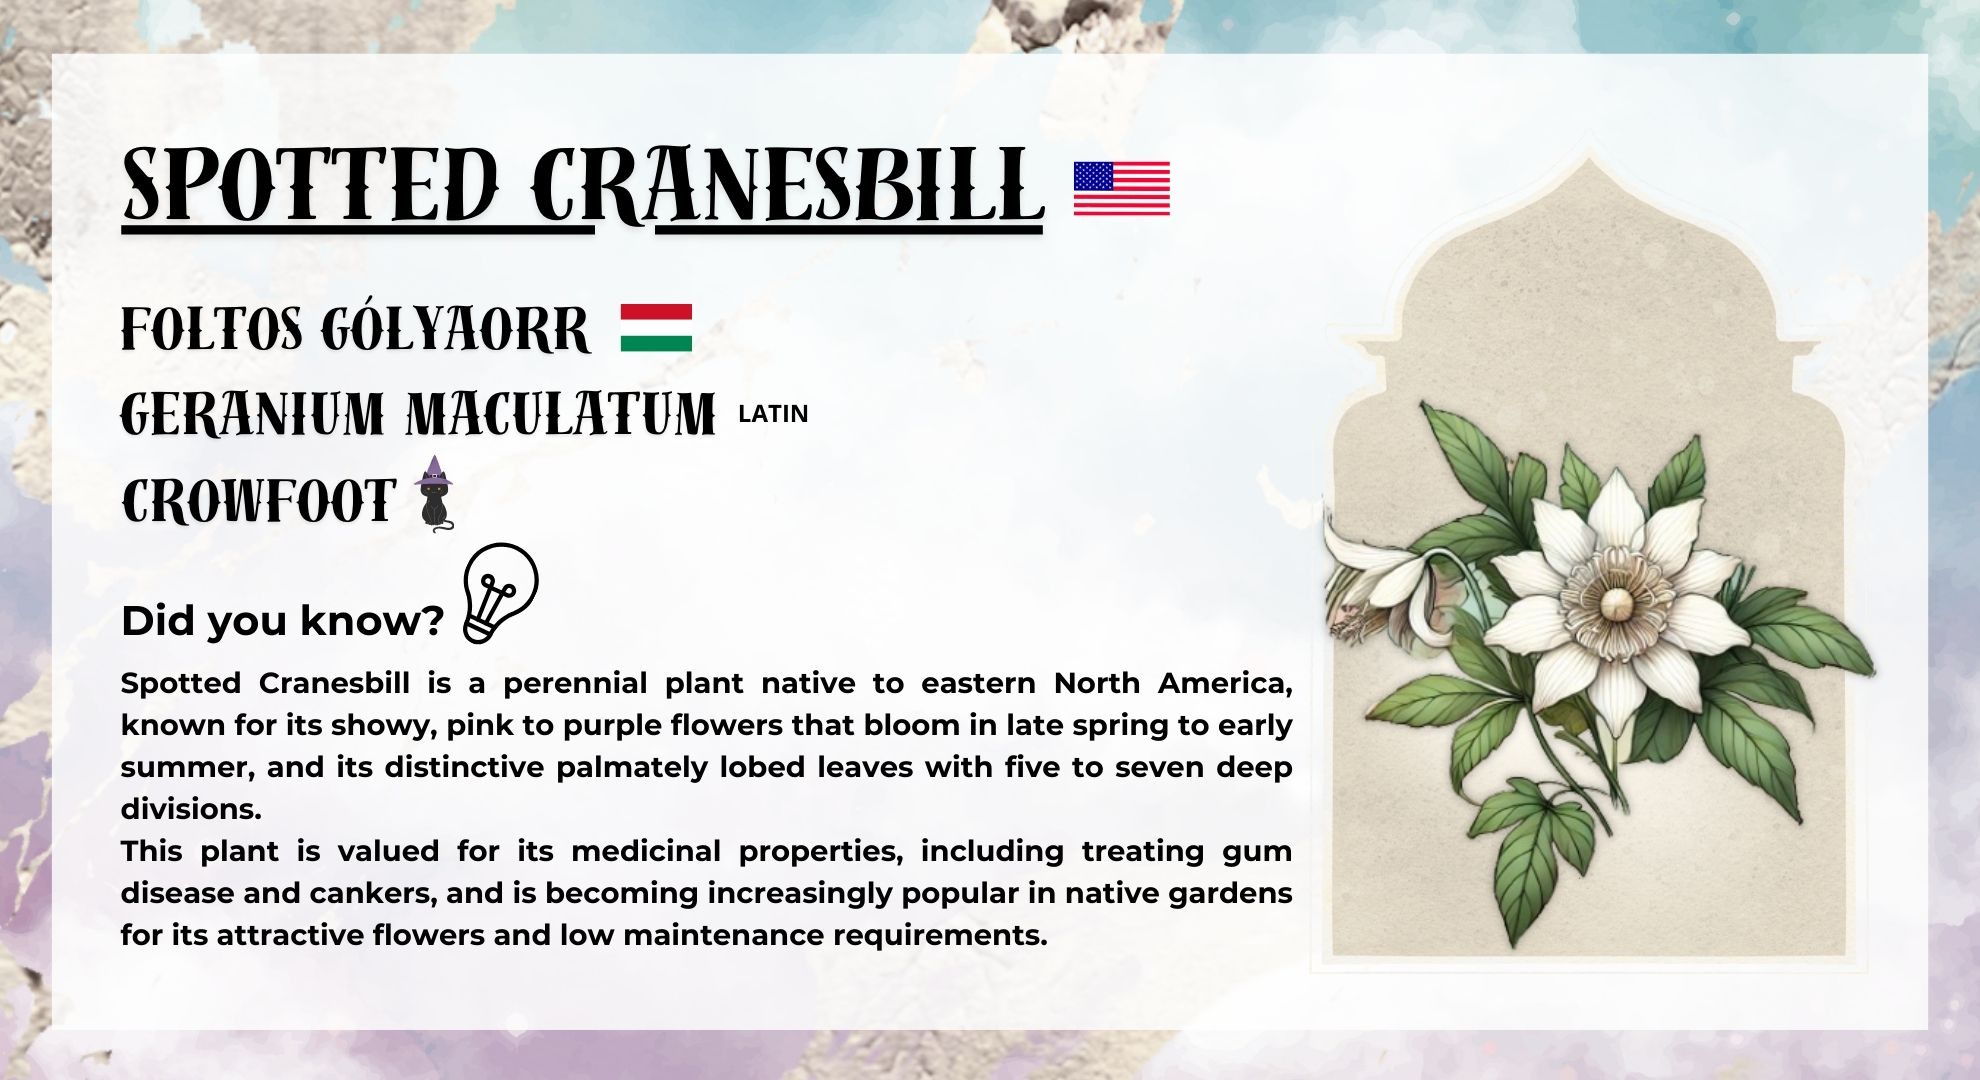 SPOTTED CRANESBILL
FOLTOS GÓLYAORR
GERANIUM MACULATUM LATIN
CROWFOOT
Did you know?
Spotted Cranesbill is a perennial plant native to eastern North America,
known for its showy, pink to purple flowers that bloom in late spring to early
summer, and its distinctive palmately lobed leaves with five to seven deep
divisions.
This plant is valued for its medicinal properties, including treating gum
disease and cankers, and is becoming increasingly popular in native gardens
for its attractive flowers and low maintenance requirements.